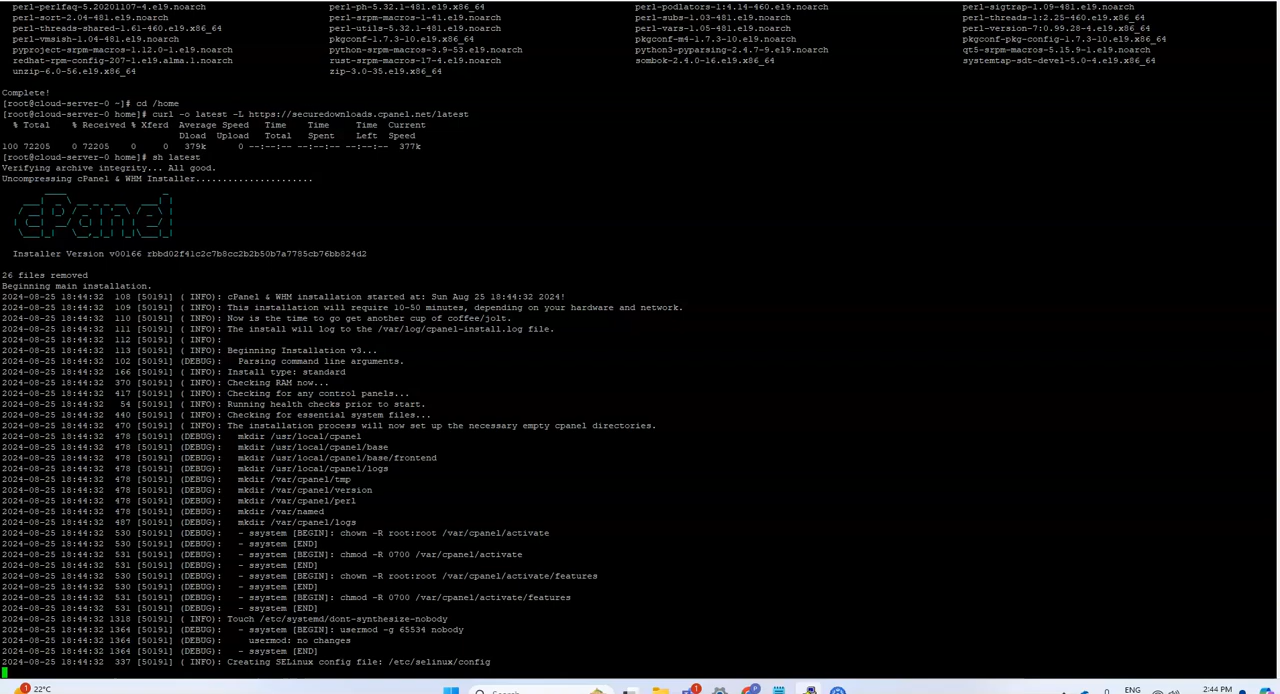 perl-perlfaq-5.20201107-4.el9.noarch perl-ph-5.32.1-481.el9.x86_64 perl-podlators-1:4.14-460.el9.noarch perl-sigtrap-1.09-481.el9.noarch
perl-sort-2.04-481.el9.noarch perl-srpm-macros-1-41.el9.noarch perl-subs-1.03-481.el9.noarch perl-threads-1:2.25-460.el9.x86_64
perl-threads-shared-1.61-460.el9.x86_64 perl-utils-5.32.1-481.el9.noarch perl-vars-1.05-481.el9.noarch perl-version-7:0.99.28-4.el9.x86_64
perl-vmsish-1.04-481.el9.noarch pkgconf-1.7.3-10.el9.x86_64 pkgconf-m4-1.7.3-10.el9.noarch pkgconf-pkg-config-1.7.3-10.el9.x86_64
pyproject-srpm-macros-1.12.0-1.el9.noarch python-srpm-macros-3.9-53.el9.noarch python3-pyparsing-2.4.7-9.el9.noarch qt5-srpm-macros-5.15.9-1.el9.noarch
redhat-rpm-config-207-1.el9.alma.1.noarch rust-srpm-macros-17-4.el9.noarch sombok-2.4.0-16.el9.x86_64 systemtap-sdt-devel-5.0-4.el9.x86_64
unzip-6.0-56.el9.x86_64 zip-3.0-35.el9.x86_64
Complete!
[root@cloud-server-0 ~]# cd /home
[root@cloud-server-0 home]# curl -o latest -L https://securedownloads.cpanel.net/latest
% Total % Received % Xferd Average Speed Time Time Time Current
Dload Upload Total Spent Left Speed
100 72205 0 72205 0 0 379k 0 --:--:-- --:--:-- --:--:-- 377k
[root@cloud-server-0 home]# sh latest
Verifying archive integrity... All good.
Uncompressing cPanel & WHM Installer......................
cPanel
Installer Version v00166 rbbd02f41c2c7b8cc2b2b50b7a7785cb76bb824d2
26 files removed
Beginning main installation.
2024-08-25 18:44:32 108 [50191] ( INFO): cPanel & WHM installation started at: Sun Aug 25 18:44:32 2024!
2024-08-25 18:44:32 109 [50191] ( INFO): This installation will require 10-50 minutes, depending on your hardware and network.
2024-08-25 18:44:32 110 [50191] ( INFO): Now is the time to go get another cup of coffee/jolt.
2024-08-25 18:44:32 111 [50191] ( INFO): The install will log to the /var/log/cpanel-install.log file.
2024-08-25 18:44:32 112 [50191] ( INFO):
2024-08-25 18:44:32 113 [50191] ( INFO): Beginning Installation v3...
2024-08-25 18:44:32 102 [50191] (DEBUG): Parsing command line arguments.
2024-08-25 18:44:32 166 [50191] ( INFO): Install type: standard
2024-08-25 18:44:32 370 [50191] ( INFO): Checking RAM now...
2024-08-25 18:44:32 417 [50191] ( INFO): Checking for any control panels...
2024-08-25 18:44:32 54 [50191] ( INFO): Running health checks prior to start.
2024-08-25 18:44:32 440 [50191] ( INFO): Checking for essential system files...
2024-08-25 18:44:32 470 [50191] ( INFO): The installation process will now set up the necessary empty cpanel directories.
2024-08-25 18:44:32 478 [50191] (DEBUG): mkdir /usr/local/cpanel
2024-08-25 18:44:32 478 [50191] (DEBUG): mkdir /usr/local/cpanel/base
2024-08-25 18:44:32 478 [50191] (DEBUG): mkdir /usr/local/cpanel/base/frontend
2024-08-25 18:44:32 478 [50191] (DEBUG): mkdir /usr/local/cpanel/logs
2024-08-25 18:44:32 478 [50191] (DEBUG): mkdir /var/cpanel/tmp
2024-08-25 18:44:32 478 [50191] (DEBUG): mkdir /var/cpanel/version
2024-08-25 18:44:32 478 [50191] (DEBUG): mkdir /var/cpanel/perl
2024-08-25 18:44:32 478 [50191] (DEBUG): mkdir /var/named
2024-08-25 18:44:32 487 [50191] (DEBUG): mkdir /var/cpanel/logs
2024-08-25 18:44:32 530 [50191] (DEBUG): - ssystem [BEGIN]: chown -R root:root /var/cpanel/activate
2024-08-25 18:44:32 530 [50191] (DEBUG): - ssystem [END]
2024-08-25 18:44:32 531 [50191] (DEBUG): - ssystem [BEGIN]: chmod -R 0700 /var/cpanel/activate
2024-08-25 18:44:32 531 [50191] (DEBUG): - ssystem [END]
2024-08-25 18:44:32 530 [50191] (DEBUG): - ssystem [BEGIN]: chown -R root:root /var/cpanel/activate/features
2024-08-25 18:44:32 530 [50191] (DEBUG): - ssystem [END]
2024-08-25 18:44:32 531 [50191] (DEBUG): - ssystem [BEGIN]: chmod -R 0700 /var/cpanel/activate/features
2024-08-25 18:44:32 531 [50191] (DEBUG): - ssystem [END]
2024-08-25 18:44:32 1318 [50191] ( INFO): Touch /etc/systemd/dont-synthesize-nobody
2024-08-25 18:44:32 1364 [50191] (DEBUG): - ssystem [BEGIN]: usermod -g 65534 nobody
2024-08-25 18:44:32 1364 [50191] (DEBUG): usermod: no changes
2024-08-25 18:44:32 1364 [50191] (DEBUG): - ssystem [END]
2024-08-25 18:44:32 337 [50191] ( INFO): Creating SELinux config file: /etc/selinux/config
1 22°C Search 1 ENG 2:44 PM